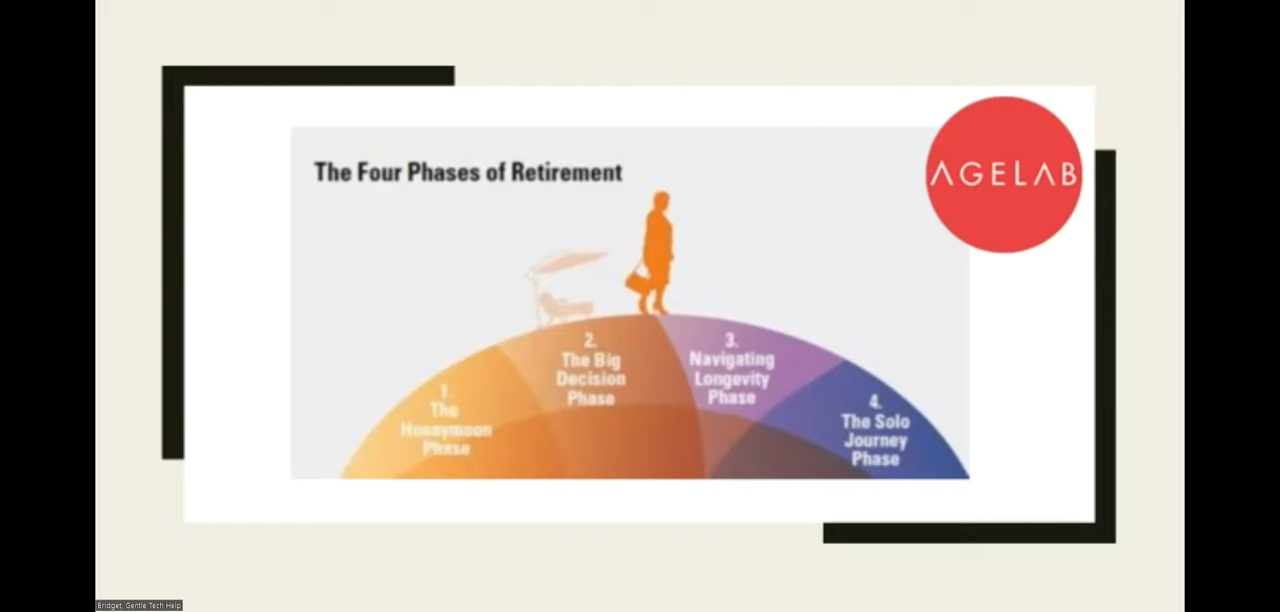 The Four Phases of Retirement
AGELAB
1.
The
Honeymoon
Phase
2.
The Big
Decision
Phase
3.
Navigating
Longevity
Phase
4.
The Solo
Journey
Phase
Bridget, Gentle Tech Help